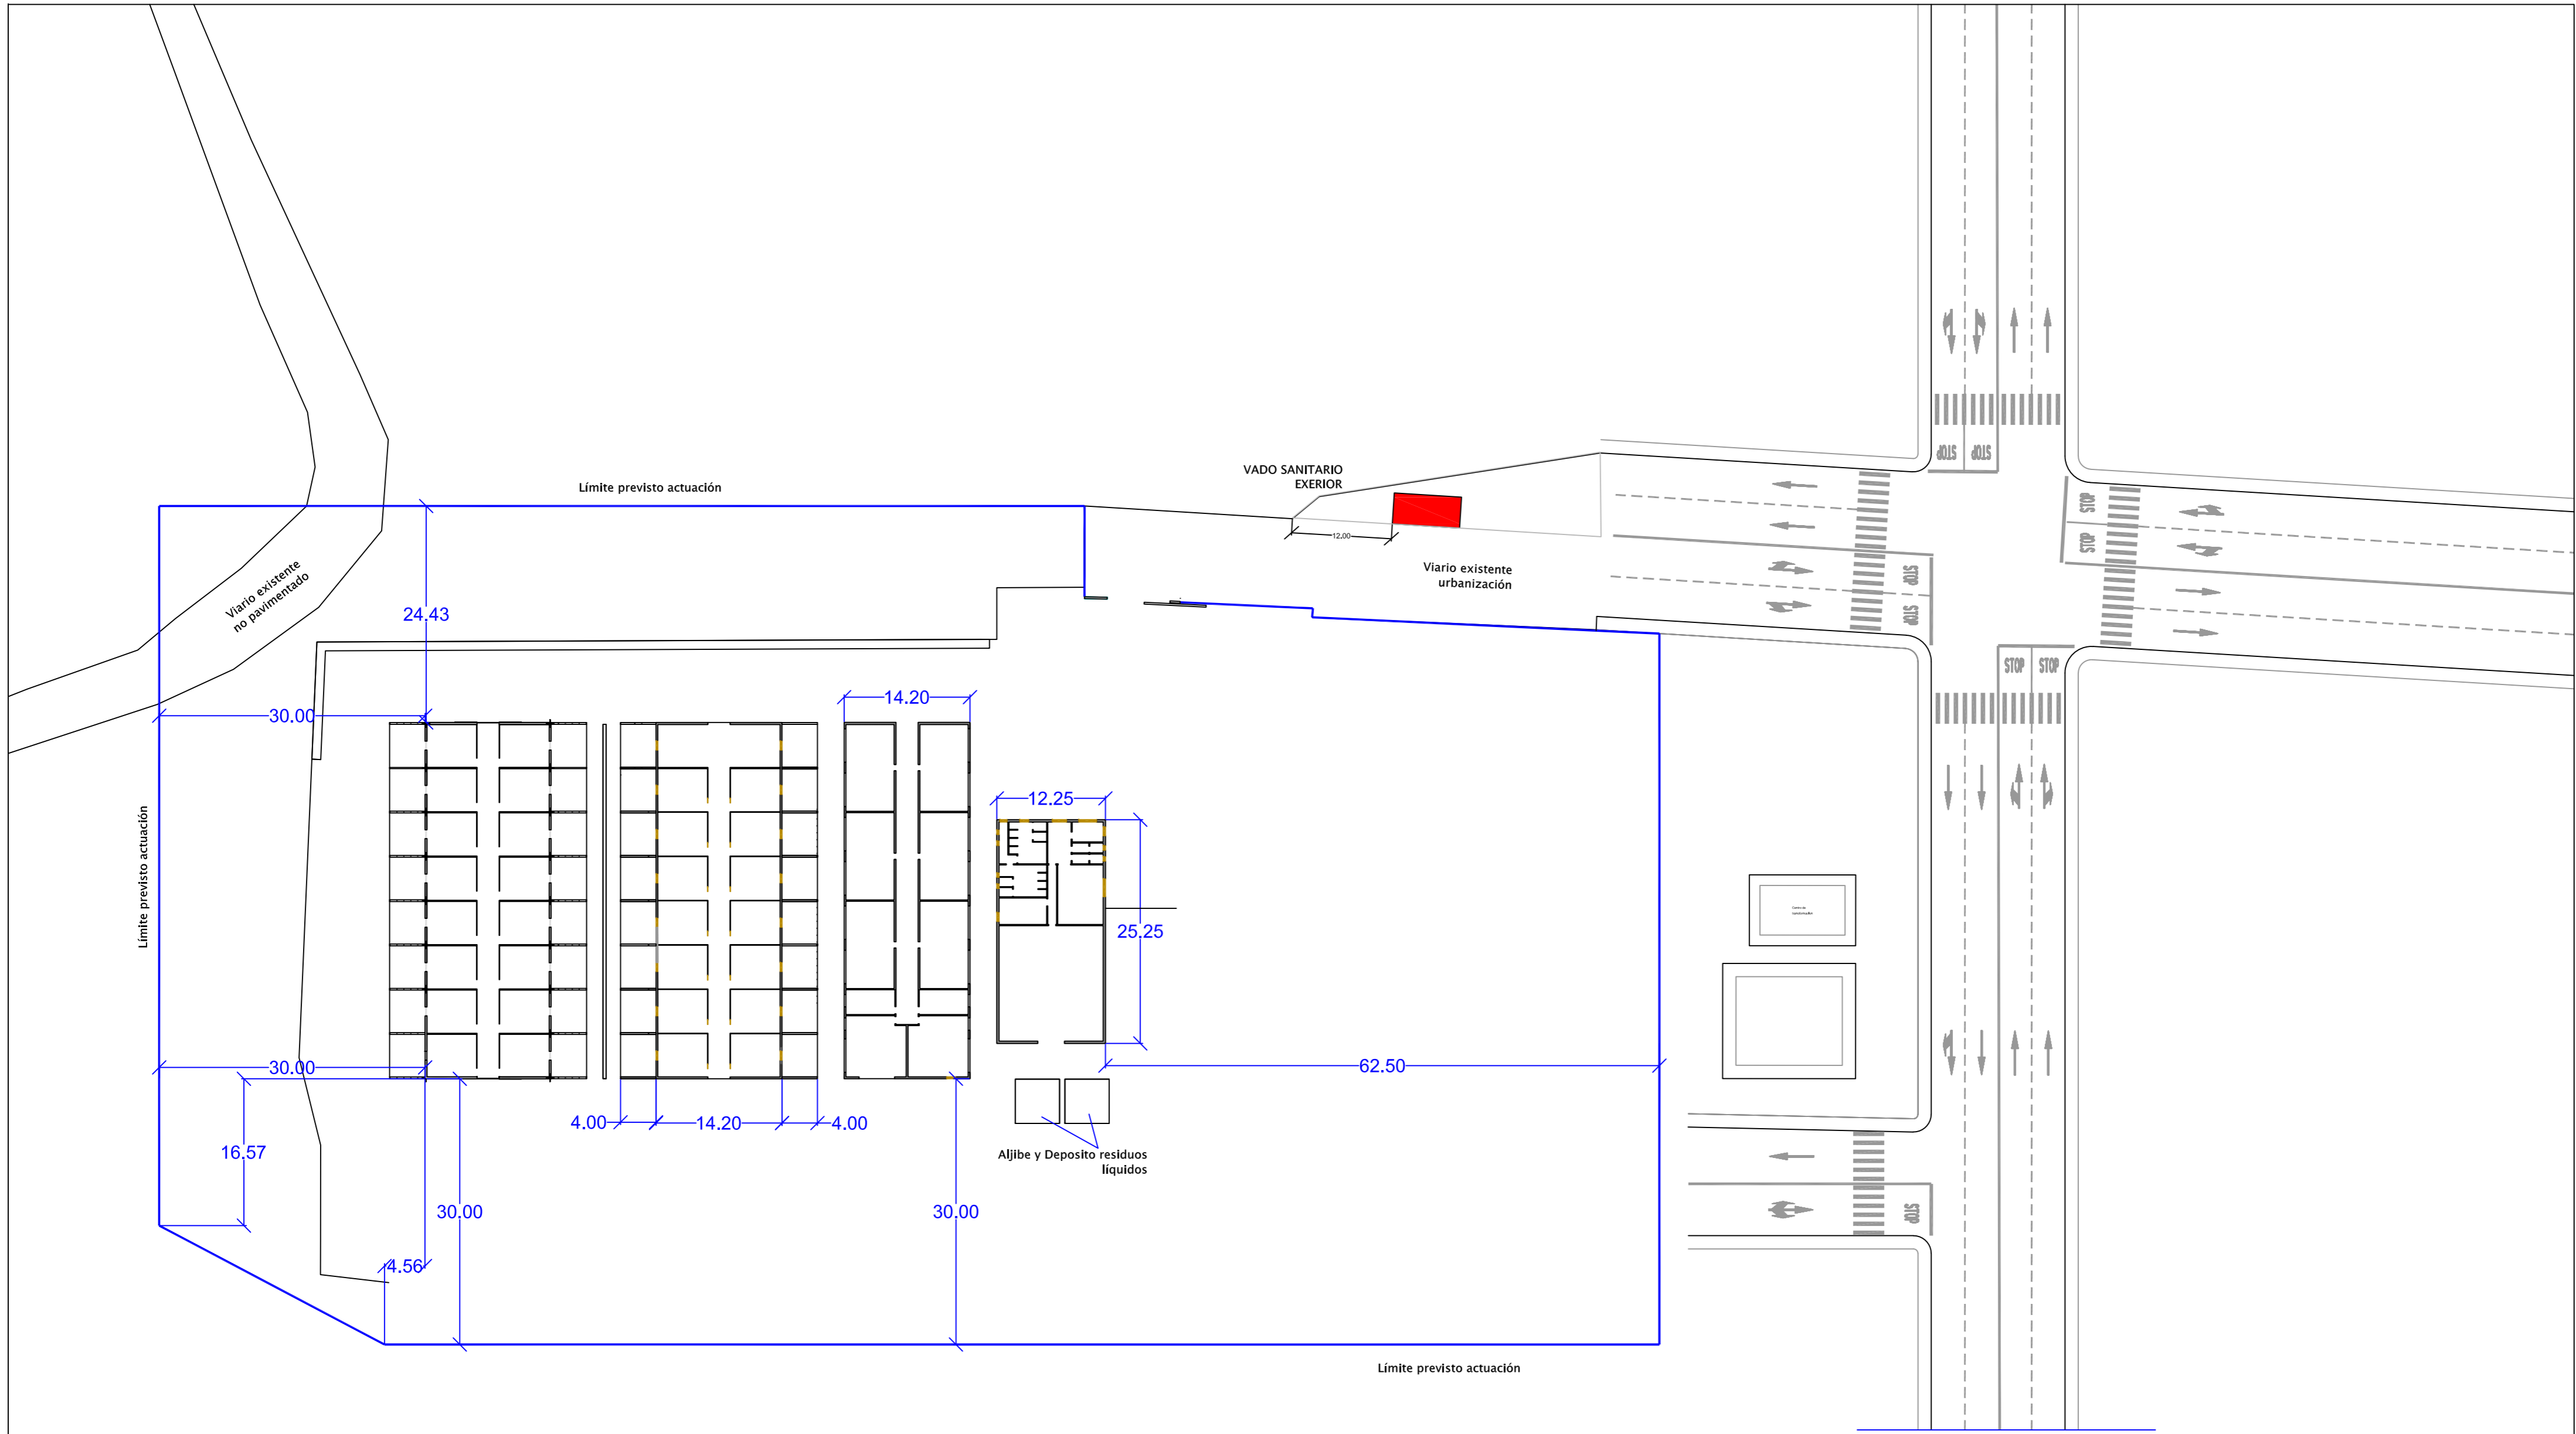 STOP
STOP
VADO SANITARIO
EXERIOR
Límite previsto actuación
STOP
STOP
12.00
Viario existente
urbanización
Viario existente
no pavimentado
STOP
STOP
24.43
STOP
STOP
14.20
30.00
12.25
Límite previsto actuación
25.25
30.00
62.50
4.00
14.20
4.00
16.57
Aljibe y Deposito residuos
líquidos
30.00
30.00
STOP
4.56
Límite previsto actuación